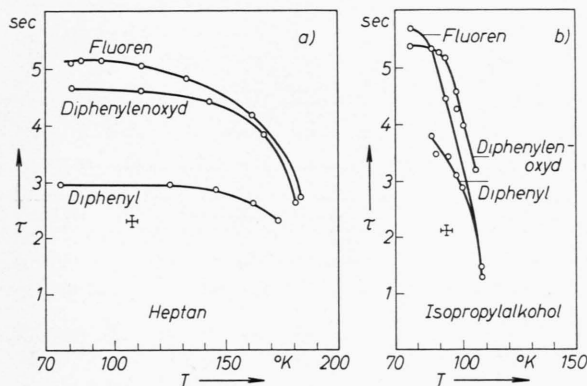 sec
a)
Fluoren
5
Diphenylenoxyd
4
3
Diphenyl
τ
2
1
Heptan
70
100
150
°K
200
T
sec
b)
Fluoren
5
4
Diphenylen-
oxyd
3
Diphenyl
τ
2
1
Isopropylalkohol
70
100
°K
150
T